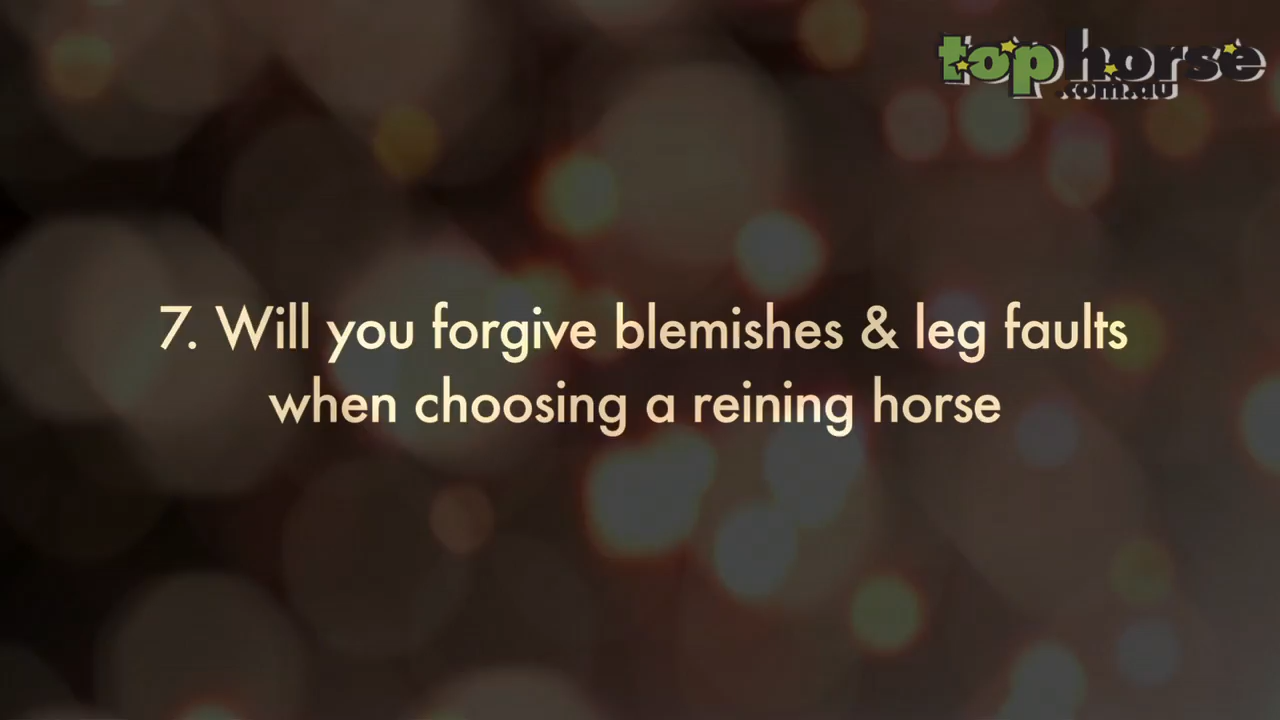 tophorse
.com.au
7. Will you forgive blemishes & leg faults
when choosing a reining horse